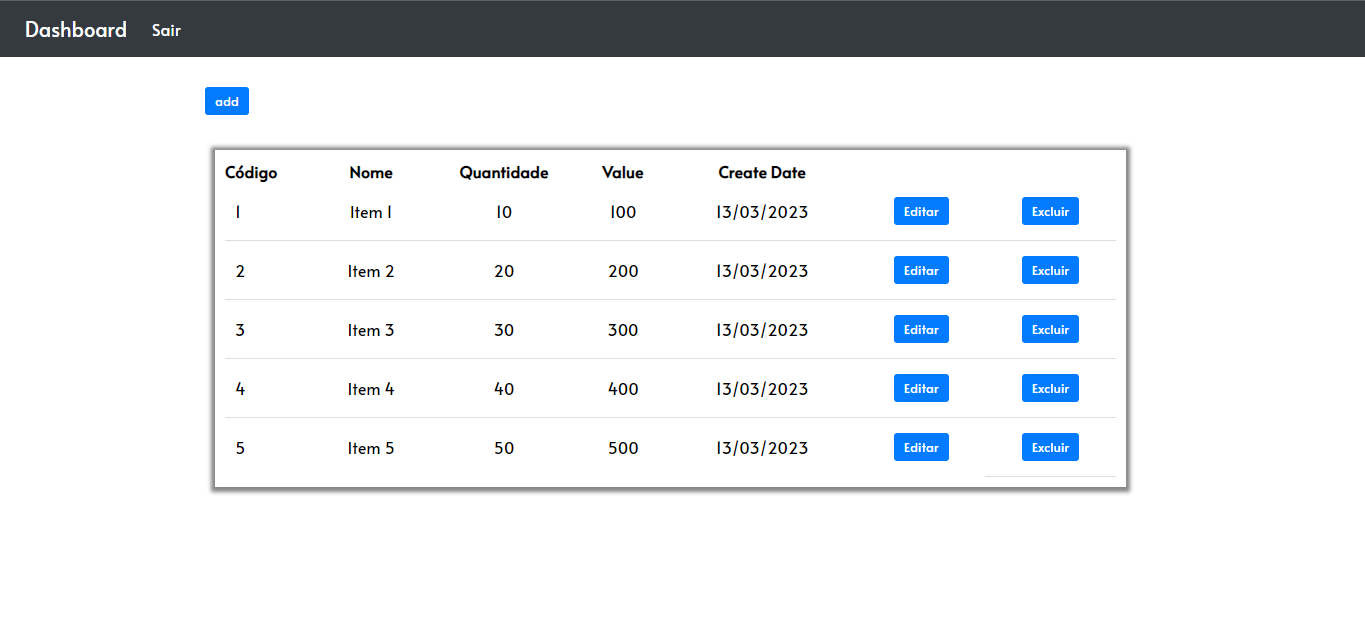 Dashboard Sair
add
Código Nome Quantidade Value Create Date
1 Item 1 10 100 13/03/2023 Editar Excluir
2 Item 2 20 200 13/03/2023 Editar Excluir
3 Item 3 30 300 13/03/2023 Editar Excluir
4 Item 4 40 400 13/03/2023 Editar Excluir
5 Item 5 50 500 13/03/2023 Editar Excluir